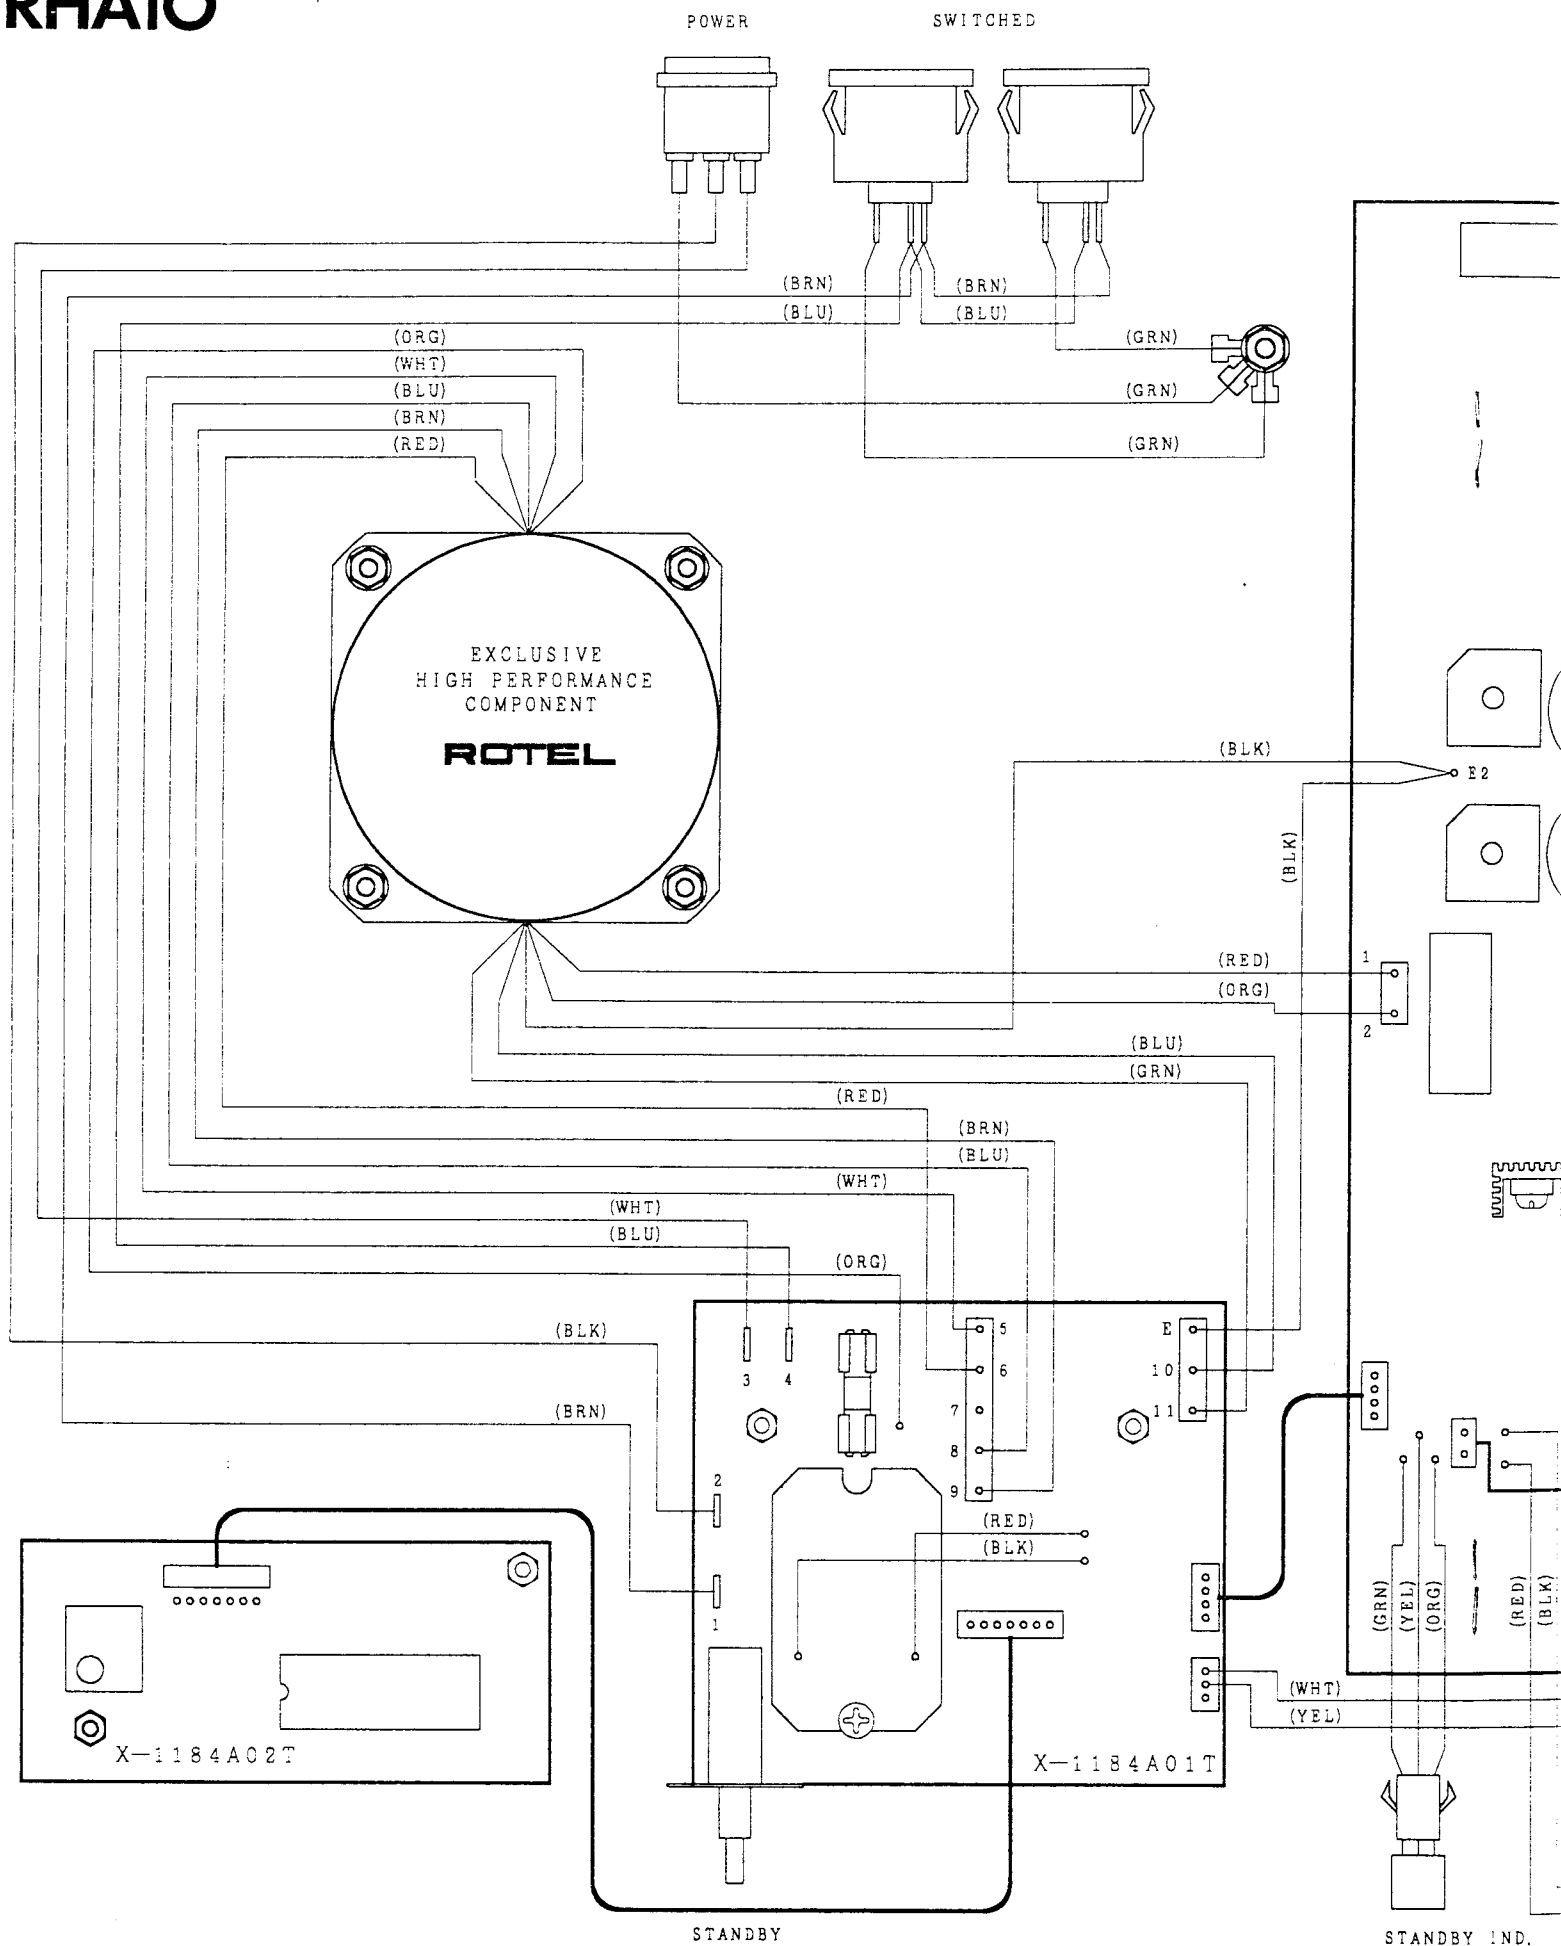 RHA10
POWER
SWITCHED
(BRN)
(BRN)
(BLU)
(BLU)
(ORG)
(GRN)
(WHT)
(BLU)
(GRN)
(BRN)
(RED)
(GRN)
EXCLUSIVE
HIGH PERFORMANCE
COMPONENT
ROTEL
(BLK)
E2
(BLK)
(RED)
1
(ORG)
2
(BLU)
(GRN)
(RED)
(BRN)
(BLU)
(WHT)
(WHT)
(BLU)
(ORG)
(BLK)
5
E
3
4
6
10
7
11
(BRN)
8
2
9
(RED)
(BLK)
1
(GRN)
(YEL)
(ORG)
(RED)
(BLK)
(WHT)
(YEL)
X-1184A02T
X-1184A01T
STANDBY
STANDBY IND.